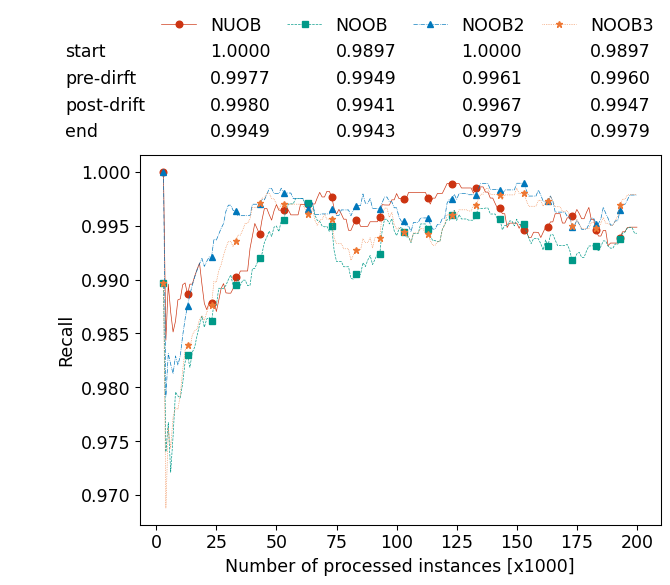 NUOB NOOB NOOB2 NOOB3
start 1.0000 0.9897 1.0000 0.9897
pre-dirft 0.9977 0.9949 0.9961 0.9960
post-drift 0.9980 0.9941 0.9967 0.9947
end 0.9949 0.9943 0.9979 0.9979
1.000
0.995
0.990
0.985
0.980
0.975
0.970
Recall
0 25 50 75 100 125 150 175 200
Number of processed instances [x1000]